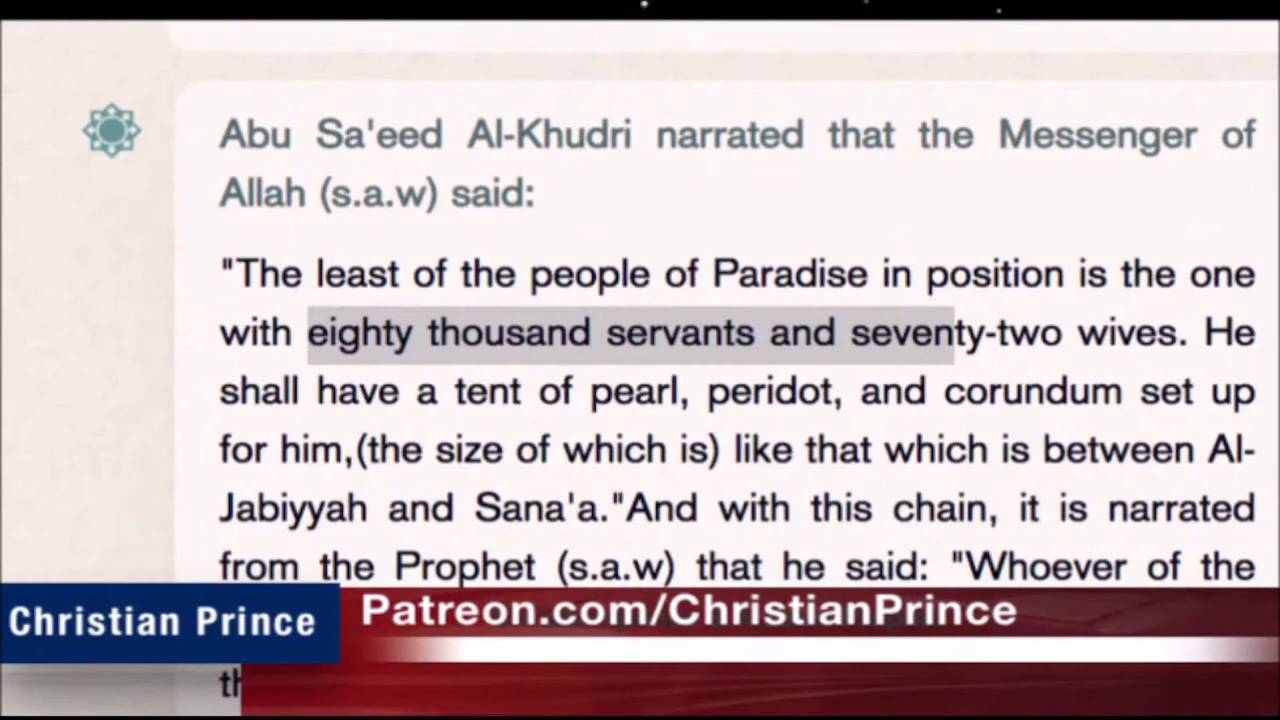 Abu Sa'eed Al-Khudri narrated that the Messenger of
Allah (s.a.w) said:
"The least of the people of Paradise in position is the one
with eighty thousand servants and seventy-two wives. He
shall have a tent of pearl, peridot, and corundum set up
for him,(the size of which is) like that which is between Al-
Jabiyyah and Sana'a."And with this chain, it is narrated
from the Prophet (s.a.w) that he said: "Whoever of the
Christian Prince
Patreon.com/ChristianPrince